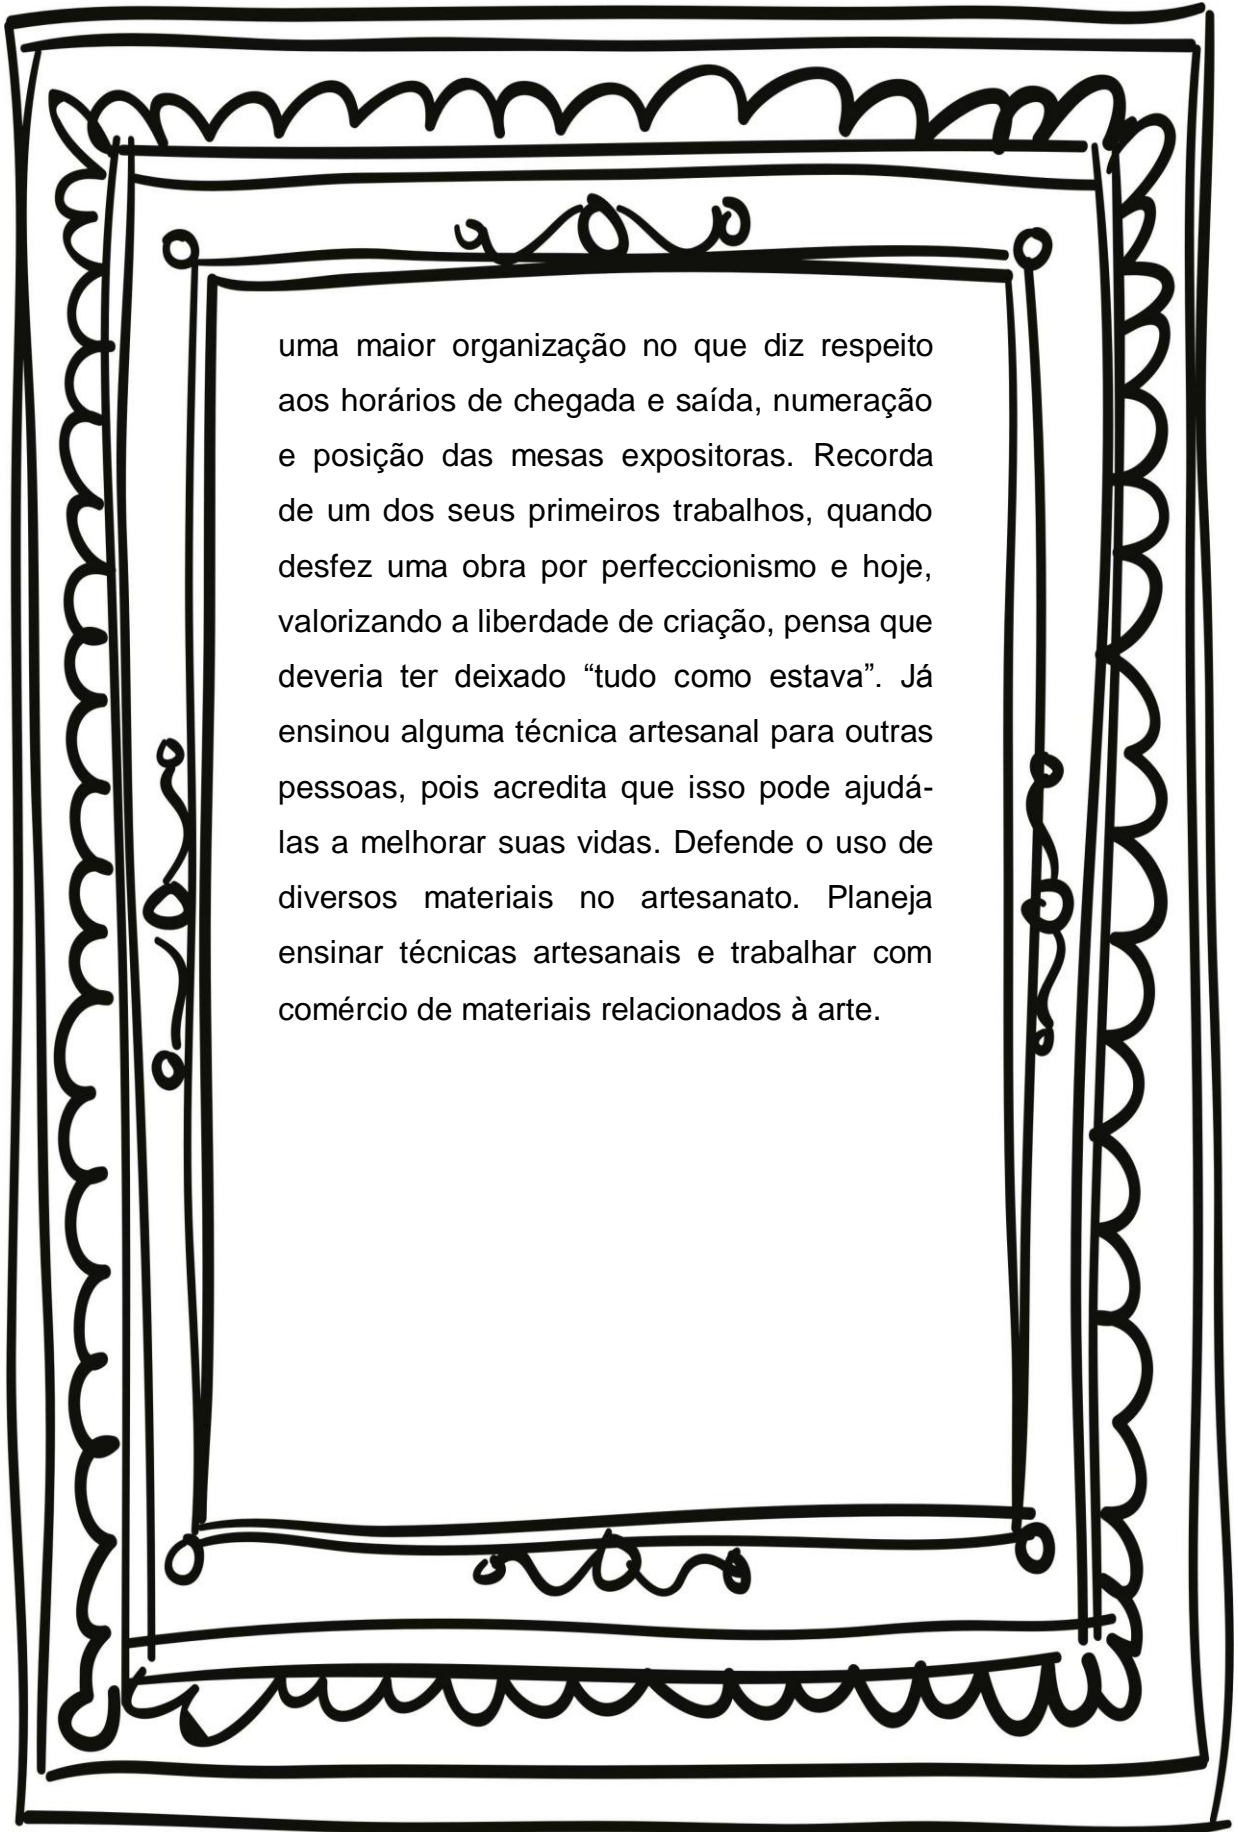 uma maior organização no que diz respeito
aos horários de chegada e saída, numeração
e posição das mesas expositoras. Recorda
de um dos seus primeiros trabalhos, quando
desfez uma obra por perfeccionismo e hoje,
valorizando a liberdade de criação, pensa que
deveria ter deixado “tudo como estava”. Já
ensinou alguma técnica artesanal para outras
pessoas, pois acredita que isso pode ajudá-
las a melhorar suas vidas. Defende o uso de
diversos materiais no artesanato. Planeja
ensinar técnicas artesanais e trabalhar com
comércio de materiais relacionados à arte.